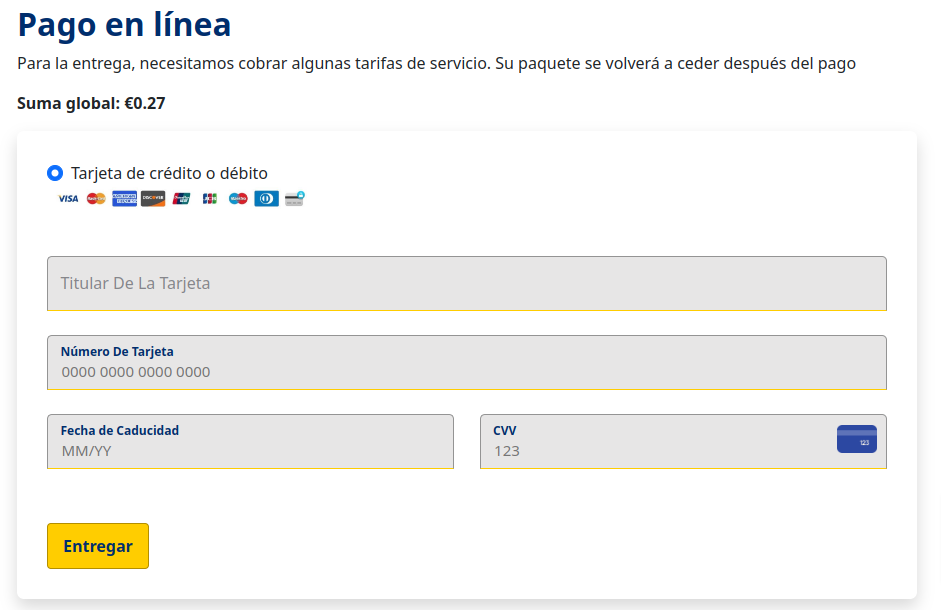 Pago en línea
Para la entrega, necesitamos cobrar algunas tarifas de servicio. Su paquete se volverá a ceder después del pago
Suma global: €0.27
Tarjeta de crédito o débito
VISA DISCOVER JCB
Titular De La Tarjeta
Número De Tarjeta
0000 0000 0000 0000
Fecha de Caducidad
MM/YY
CVV
123
123
Entregar